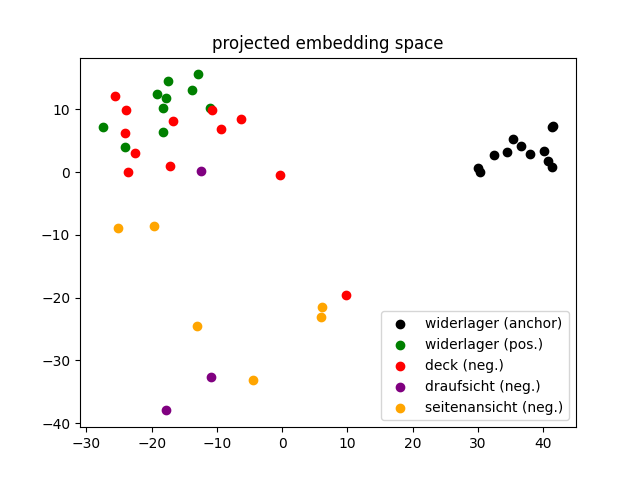 projected embedding space
10
0
−10
−20
−30
−40
widerlager (anchor)
widerlager (pos.)
deck (neg.)
draufsicht (neg.)
seitenansicht (neg.)
−30 −20 −10 0 10 20 30 40